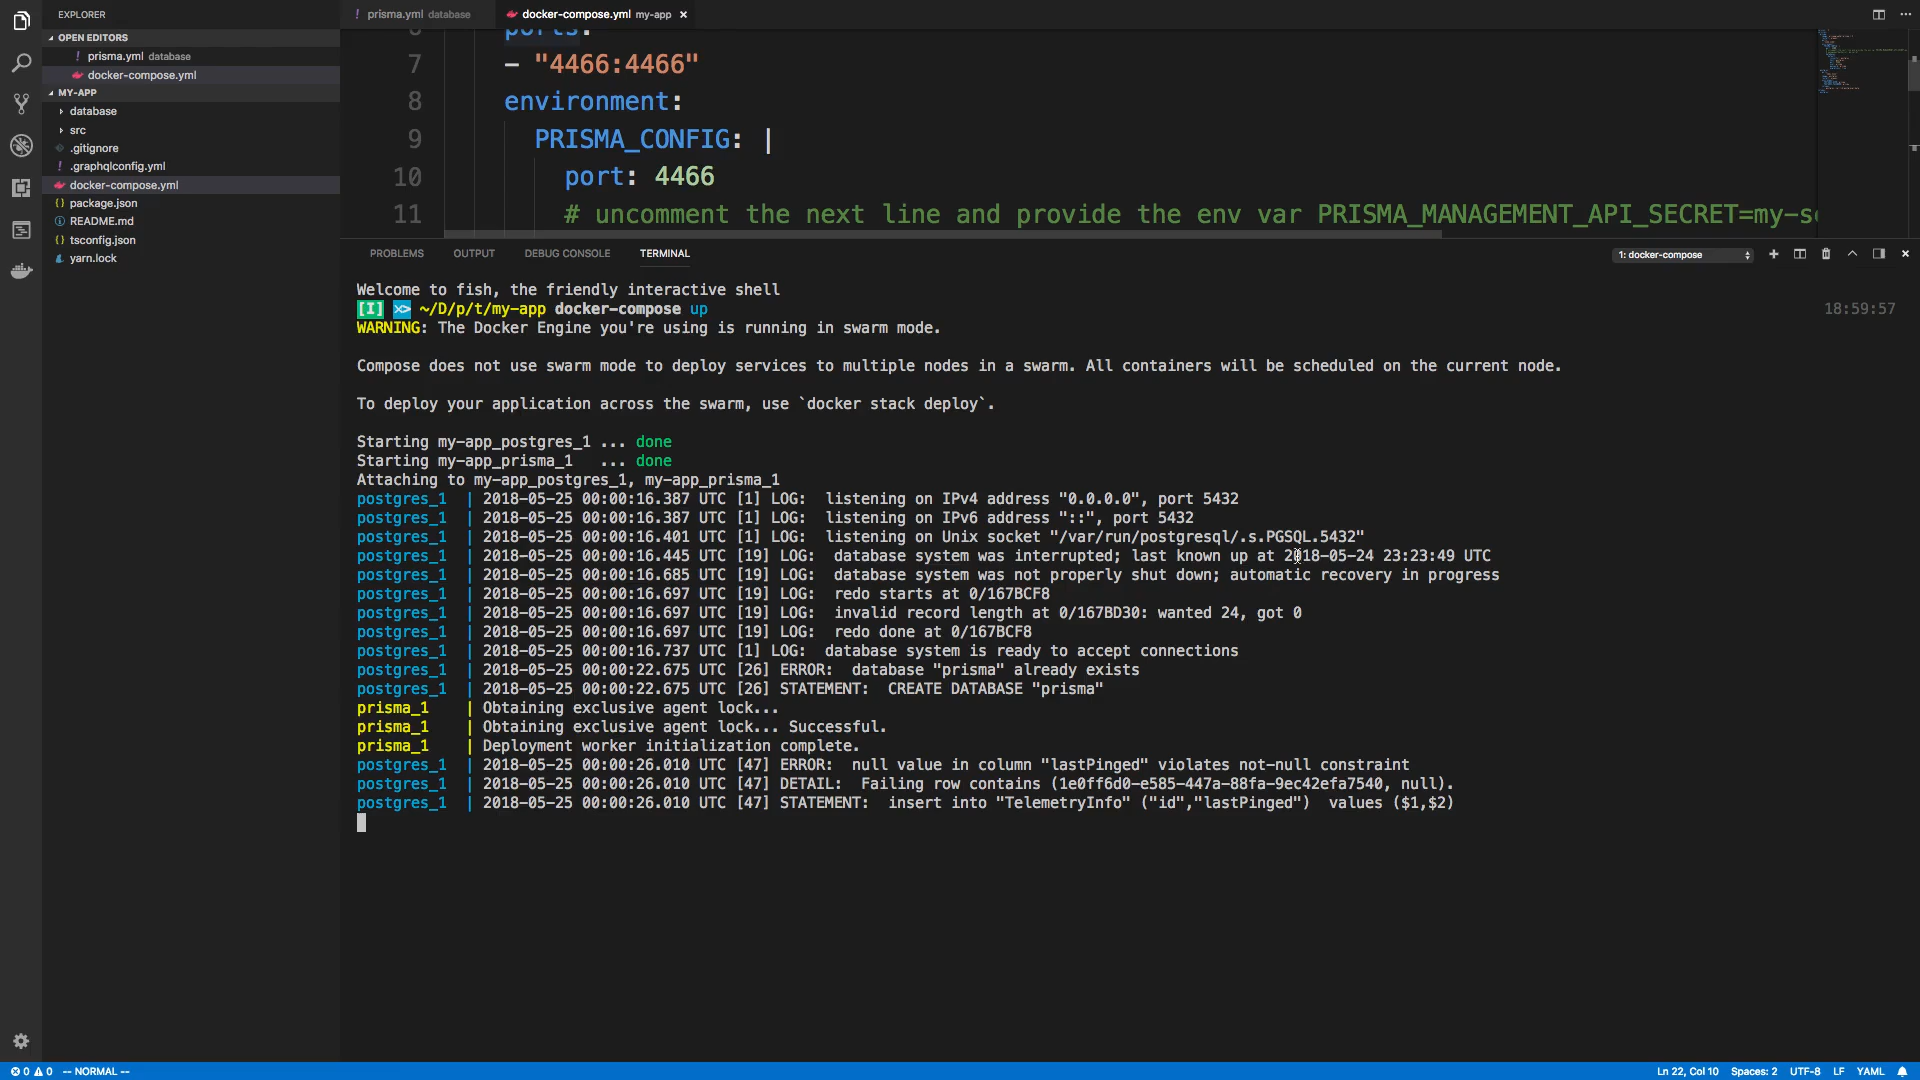 EXPLORER
OPEN EDITORS
! prisma.yml database
docker-compose.yml
MY-APP
database
src
.gitignore
! .graphqlconfig.yml
docker-compose.yml
{} package.json
README.md
{} tsconfig.json
yarn.lock
! prisma.yml database
docker-compose.yml my-app ×
6 ports:
7 - "4466:4466"
8 environment:
9 PRISMA_CONFIG: |
10 port: 4466
11 # uncomment the next line and provide the env var PRISMA_MANAGEMENT_API_SECRET=my-s
PROBLEMS OUTPUT DEBUG CONSOLE TERMINAL
1: docker-compose
Welcome to fish, the friendly interactive shell
[I] >> ~/D/p/t/my-app docker-compose up 18:59:57
WARNING: The Docker Engine you're using is running in swarm mode.
Compose does not use swarm mode to deploy services to multiple nodes in a swarm. All containers will be scheduled on the current node.
To deploy your application across the swarm, use `docker stack deploy`.
Starting my-app_postgres_1 ... done
Starting my-app_prisma_1   ... done
Attaching to my-app_postgres_1, my-app_prisma_1
postgres_1  | 2018-05-25 00:00:16.387 UTC [1] LOG:  listening on IPv4 address "0.0.0.0", port 5432
postgres_1  | 2018-05-25 00:00:16.387 UTC [1] LOG:  listening on IPv6 address "::", port 5432
postgres_1  | 2018-05-25 00:00:16.401 UTC [1] LOG:  listening on Unix socket "/var/run/postgresql/.s.PGSQL.5432"
postgres_1  | 2018-05-25 00:00:16.445 UTC [19] LOG:  database system was interrupted; last known up at 2018-05-24 23:23:49 UTC
postgres_1  | 2018-05-25 00:00:16.685 UTC [19] LOG:  database system was not properly shut down; automatic recovery in progress
postgres_1  | 2018-05-25 00:00:16.697 UTC [19] LOG:  redo starts at 0/167BCF8
postgres_1  | 2018-05-25 00:00:16.697 UTC [19] LOG:  invalid record length at 0/167BD30: wanted 24, got 0
postgres_1  | 2018-05-25 00:00:16.697 UTC [19] LOG:  redo done at 0/167BCF8
postgres_1  | 2018-05-25 00:00:16.737 UTC [1] LOG:  database system is ready to accept connections
postgres_1  | 2018-05-25 00:00:22.675 UTC [26] ERROR:  database "prisma" already exists
postgres_1  | 2018-05-25 00:00:22.675 UTC [26] STATEMENT:  CREATE DATABASE "prisma"
prisma_1    | Obtaining exclusive agent lock...
prisma_1    | Obtaining exclusive agent lock... Successful.
prisma_1    | Deployment worker initialization complete.
postgres_1  | 2018-05-25 00:00:26.010 UTC [47] ERROR:  null value in column "lastPinged" violates not-null constraint
postgres_1  | 2018-05-25 00:00:26.010 UTC [47] DETAIL:  Failing row contains (1e0ff6d0-e585-447a-88fa-9ec42efa7540, null).
postgres_1  | 2018-05-25 00:00:26.010 UTC [47] STATEMENT:  insert into "TelemetryInfo" ("id","lastPinged")  values ($1,$2)
0 0 -- NORMAL -- Ln 22, Col 10 Spaces: 2 UTF-8 LF YAML